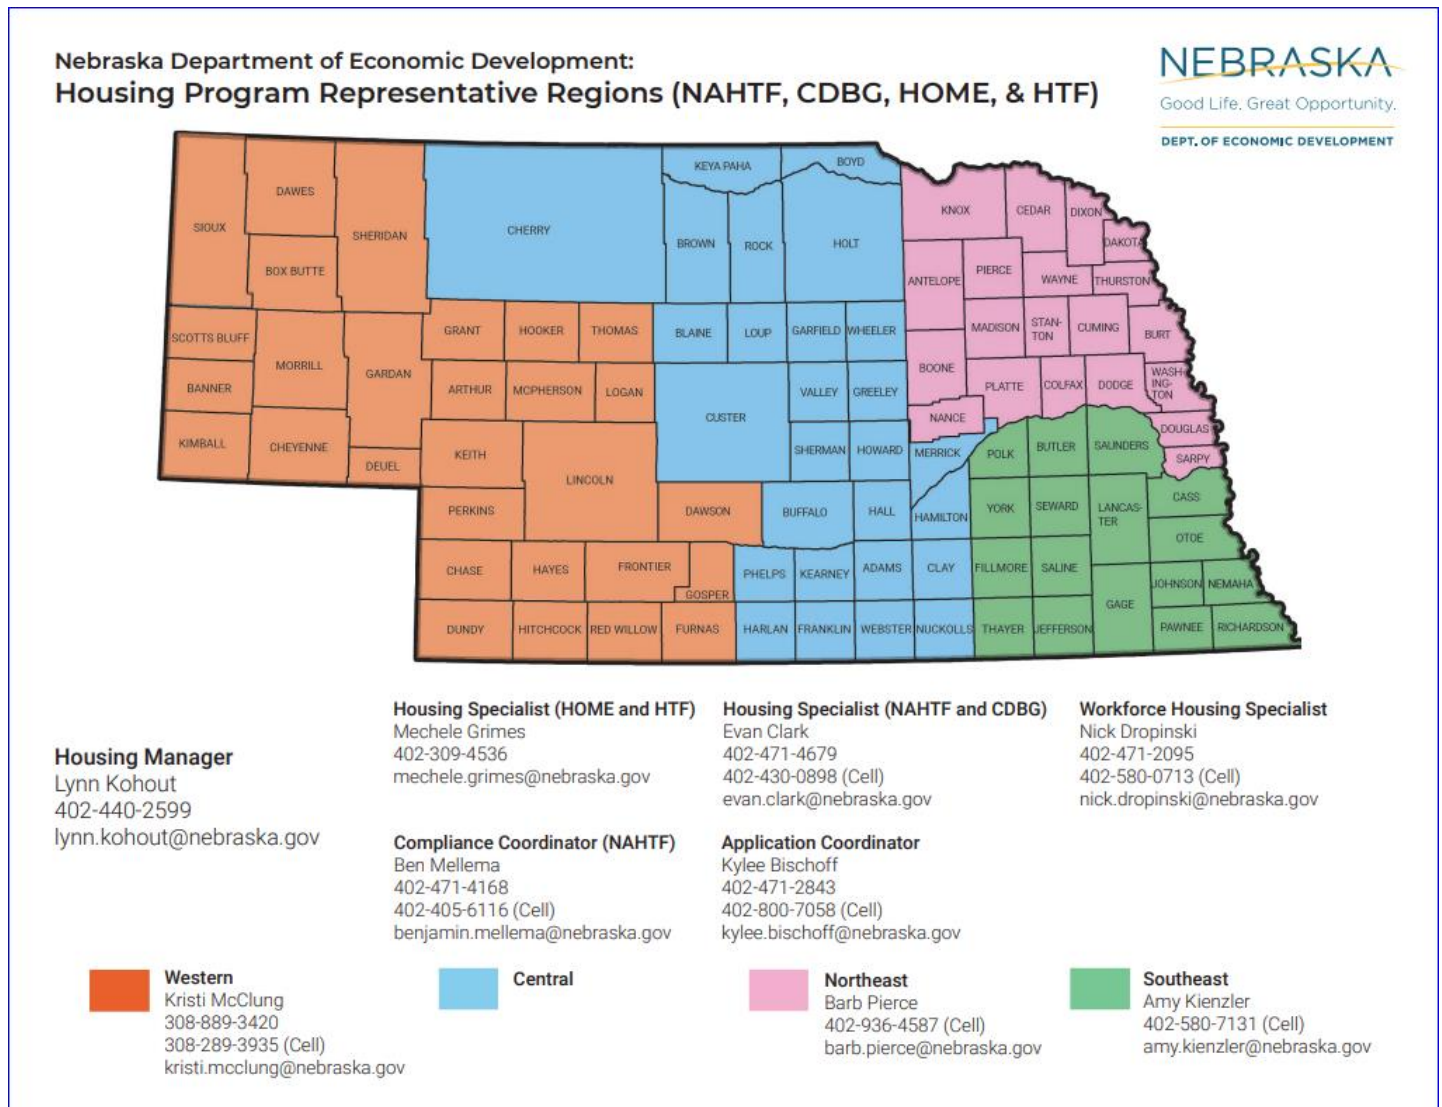 Nebraska Department of Economic Development:
Housing Program Representative Regions (NAHTF, CDBG, HOME, & HTF)
NEBRASKA
Good Life. Great Opportunity.
DEPT. OF ECONOMIC DEVELOPMENT
SIOUX
DAWES
BOX BUTTE
SHERIDAN
CHERRY
KEYA PAHA
BOYD
BROWN
ROCK
HOLT
KNOX
CEDAR
DIXON
DAKOTA
ANTELOPE
PIERCE
WAYNE
THURSTON
SCOTTS BLUFF
MORRILL
GARDAN
GRANT
HOOKER
THOMAS
BLAINE
LOUP
GARFIELD
WHEELER
MADISON
STAN-
TON
CUMING
BURT
BANNER
ARTHUR
MCPHERSON
LOGAN
CUSTER
VALLEY
GREELEY
BOONE
PLATTE
COLFAX
DODGE
WASH-
ING-
TON
KIMBALL
CHEYENNE
DEUEL
KEITH
LINCOLN
SHERMAN
HOWARD
NANCE
MERRICK
POLK
BUTLER
SAUNDERS
DOUGLAS
SARPY
PERKINS
DAWSON
BUFFALO
HALL
HAMILTON
YORK
SEWARD
LANCAS-
TER
CASS
OTOE
CHASE
HAYES
FRONTIER
GOSPER
PHELPS
KEARNEY
ADAMS
CLAY
FILLMORE
SALINE
GAGE
JOHNSON
NEMAHA
DUNDY
HITCHCOCK
RED WILLOW
FURNAS
HARLAN
FRANKLIN
WEBSTER
NUCKOLLS
THAYER
JEFFERSON
PAWNEE
RICHARDSON
Housing Manager
Lynn Kohout
402-440-2599
lynn.kohout@nebraska.gov
Housing Specialist (HOME and HTF)
Mechele Grimes
402-309-4536
mechele.grimes@nebraska.gov
Housing Specialist (NAHTF and CDBG)
Evan Clark
402-471-4679
402-430-0898 (Cell)
evan.clark@nebraska.gov
Workforce Housing Specialist
Nick Dropinski
402-471-2095
402-580-0713 (Cell)
nick.dropinski@nebraska.gov
Compliance Coordinator (NAHTF)
Ben Mellema
402-471-4168
402-405-6116 (Cell)
benjamin.mellema@nebraska.gov
Application Coordinator
Kylee Bischoff
402-471-2843
402-800-7058 (Cell)
kylee.bischoff@nebraska.gov
Western
Kristi McClung
308-889-3420
308-289-3935 (Cell)
kristi.mcclung@nebraska.gov
Central
Northeast
Barb Pierce
402-936-4587 (Cell)
barb.pierce@nebraska.gov
Southeast
Amy Kienzler
402-580-7131 (Cell)
amy.kienzler@nebraska.gov